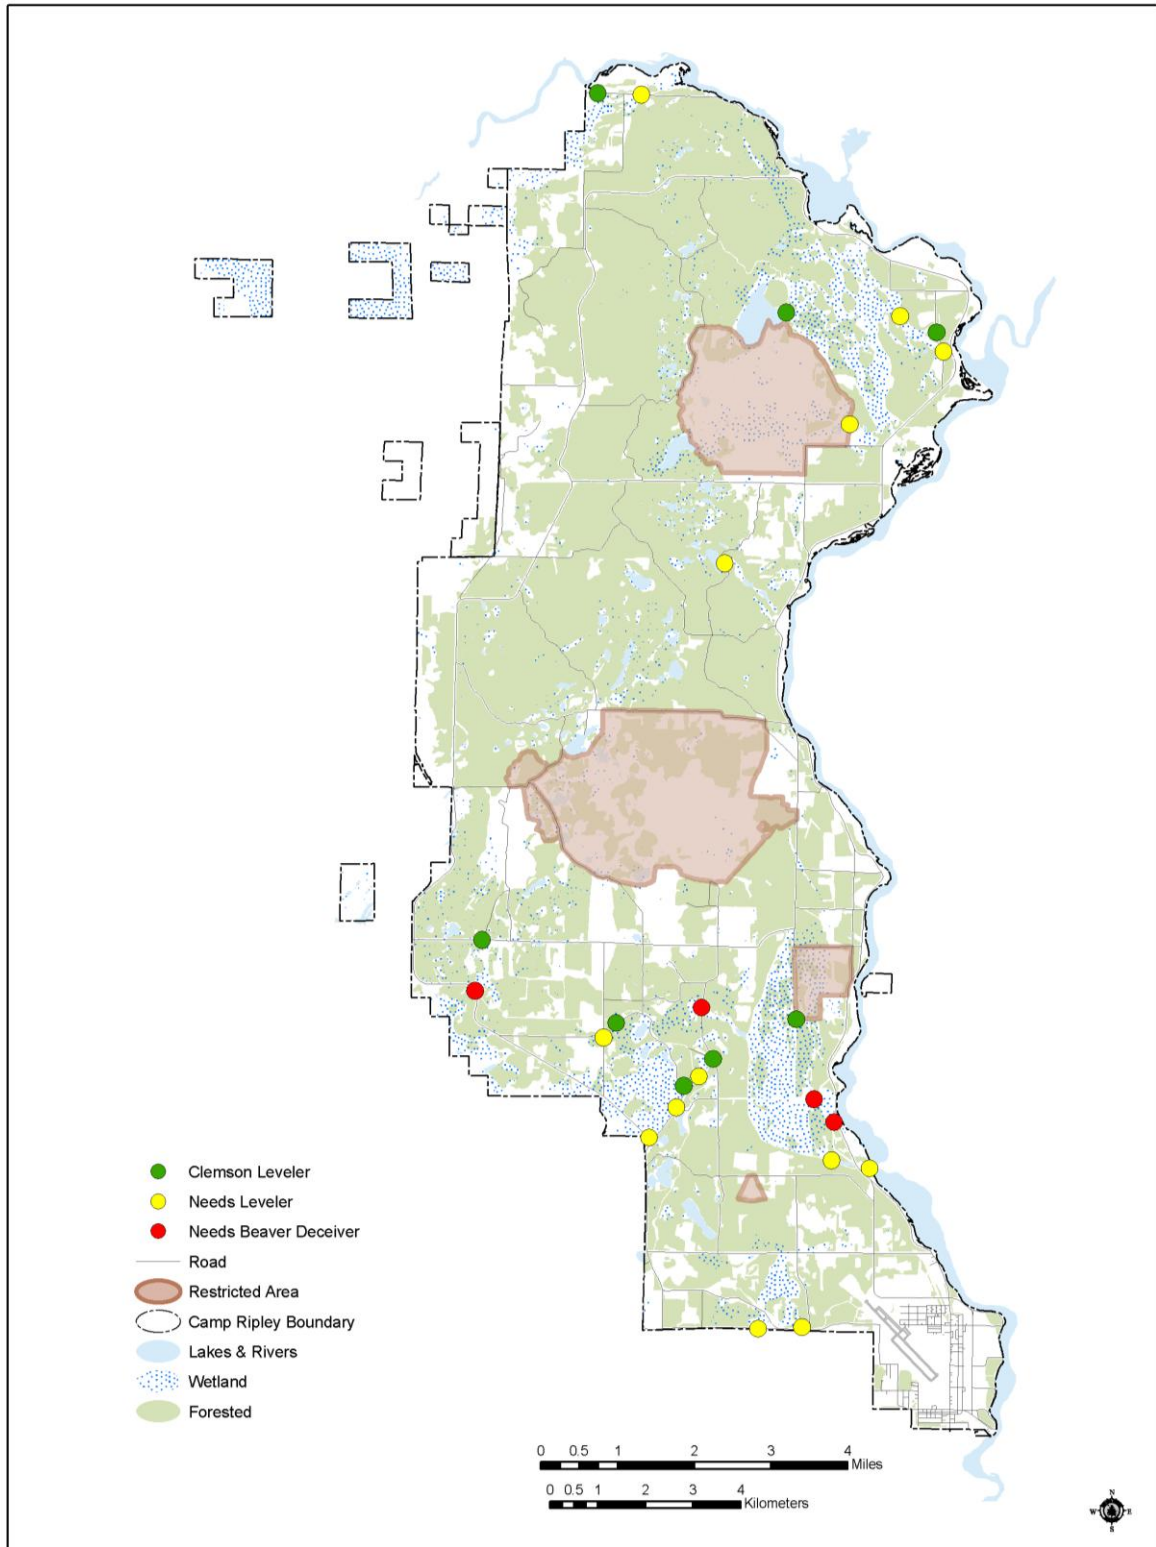 Clemson Leveler
Needs Leveler
Needs Beaver Deceiver
Road
Restricted Area
Camp Ripley Boundary
Lakes & Rivers
Wetland
Forested
0 0.5 1 2 3 4
Miles
0 0.5 1 2 3 4
Kilometers
N
W E
S